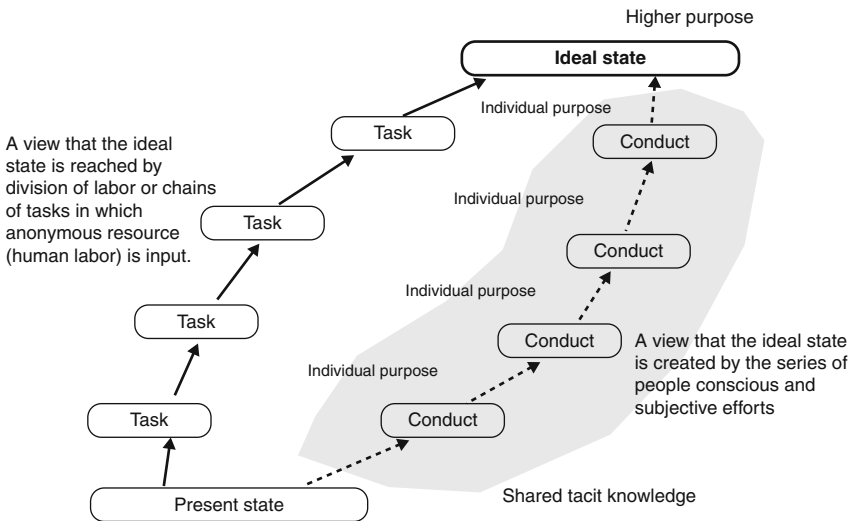 Higher purpose
Ideal state
Individual purpose
Task
Conduct
A view that the ideal
state is reached by
division of labor or chains
of tasks in which
anonymous resource
(human labor) is input.
Individual purpose
Task
Conduct
Individual purpose
Task
Conduct
A view that the ideal state
is created by the series of
people conscious and
subjective efforts
Individual purpose
Task
Conduct
Present state
Shared tacit knowledge